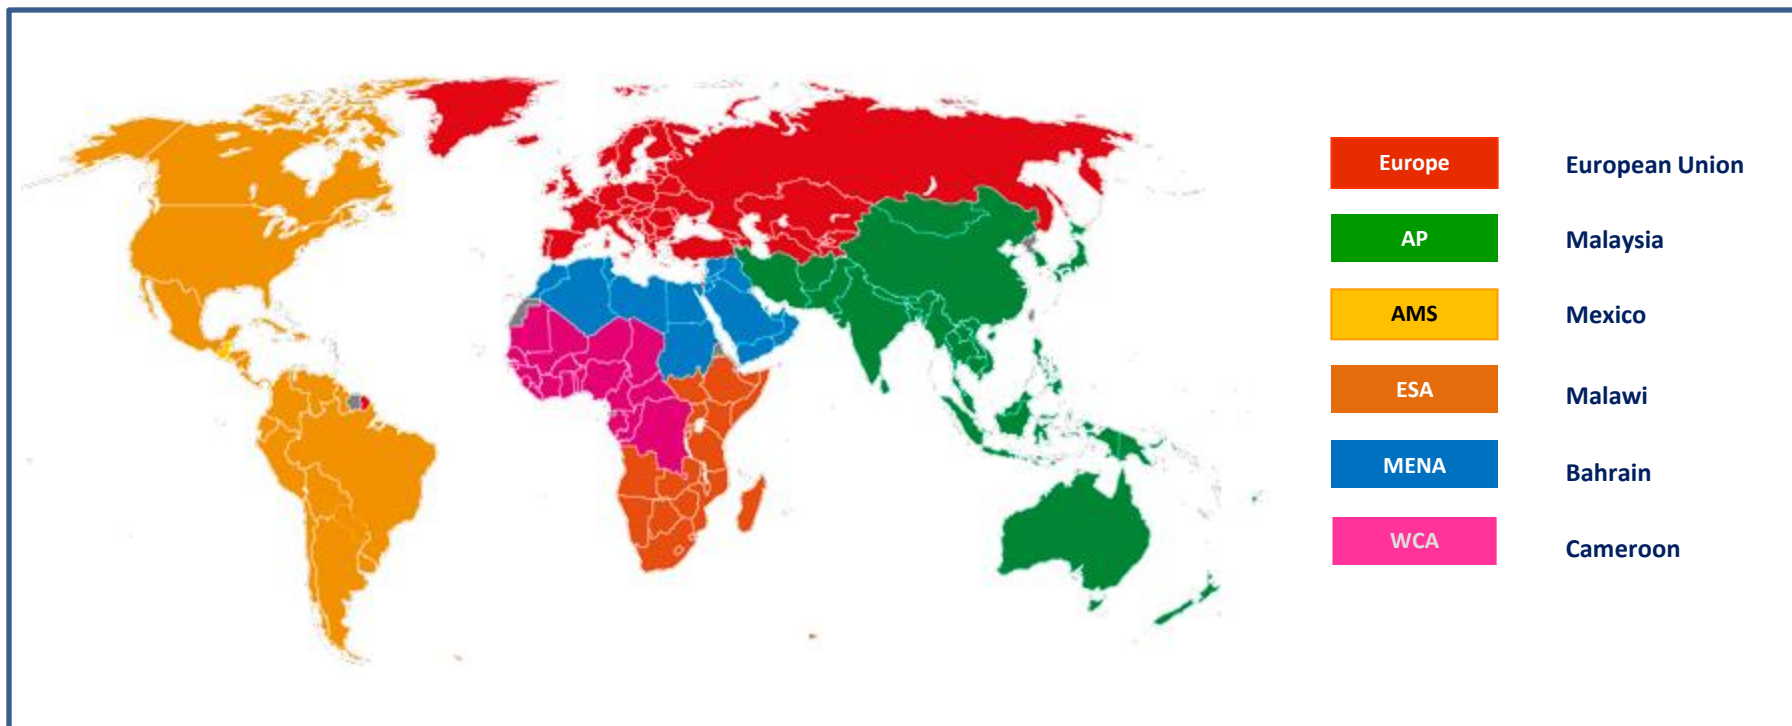 Europe European Union
AP Malaysia
AMS Mexico
ESA Malawi
MENA Bahrain
WCA Cameroon